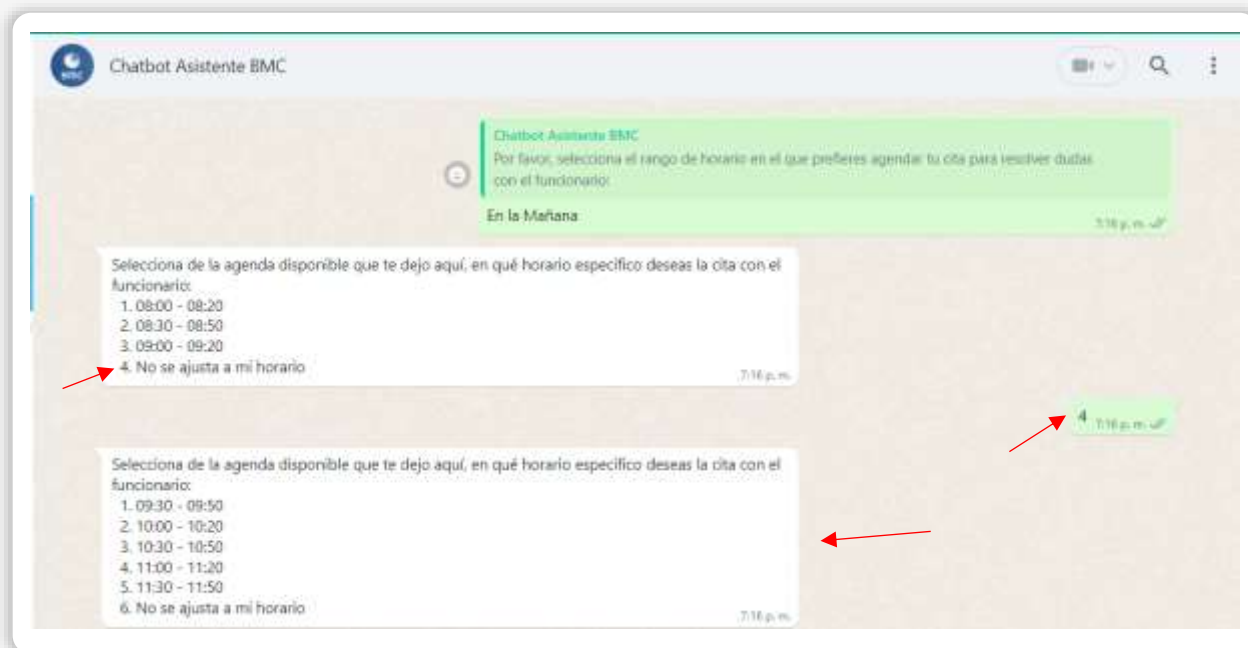 Chatbot Asistente BMC
Chatbot Asistente BMC
Por favor, selecciona el rango de horario en el que prefieres agendar tu cita para resolver dudas
con el funcionario:
En la Mañana
7:16 p. m.
Selecciona de la agenda disponible que te dejo aquí, en qué horario especifico deseas la cita con el
funcionario:
1. 08:00 - 08:20
2. 08:30 - 08:50
3. 09:00 - 09:20
4. No se ajusta a mi horario
7:16 p. m.
4
7:16 p. m.
Selecciona de la agenda disponible que te dejo aquí, en qué horario especifico deseas la cita con el
funcionario:
1. 09:30 - 09:50
2. 10:00 - 10:20
3. 10:30 - 10:50
4. 11:00 - 11:20
5. 11:30 - 11:50
6. No se ajusta a mi horario
7:16 p. m.